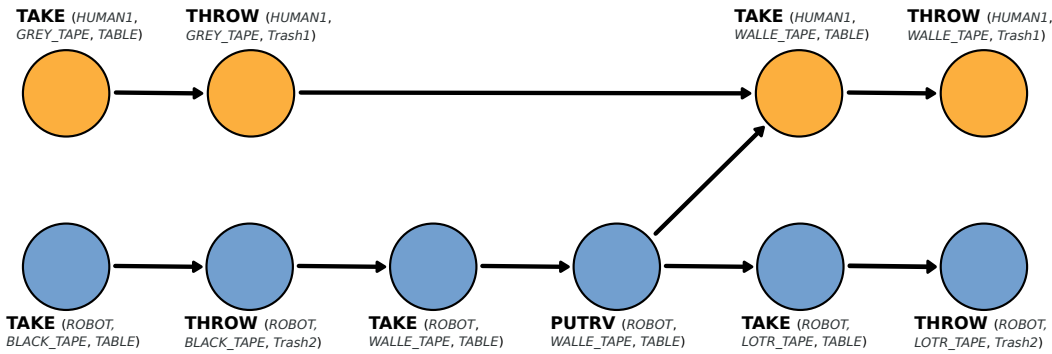 TAKE (HUMAN1,
GREY_TAPE, TABLE)
THROW (HUMAN1,
GREY_TAPE, Trash1)
TAKE (HUMAN1,
WALLE_TAPE, TABLE)
THROW (HUMAN1,
WALLE_TAPE, Trash1)
TAKE (ROBOT,
BLACK_TAPE, TABLE)
THROW (ROBOT,
BLACK_TAPE, Trash2)
TAKE (ROBOT,
WALLE_TAPE, TABLE)
PUTRV (ROBOT,
WALLE_TAPE, TABLE)
TAKE (ROBOT,
LOTR_TAPE, TABLE)
THROW (ROBOT,
LOTR_TAPE, Trash2)